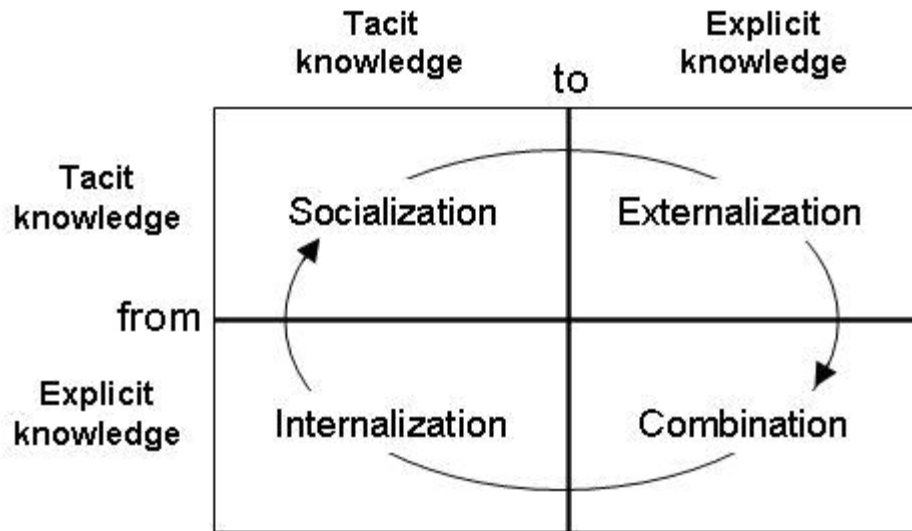 Tacit
knowledge
Explicit
knowledge
to
Tacit
knowledge
Socialization
Externalization
from
Explicit
knowledge
Internalization
Combination